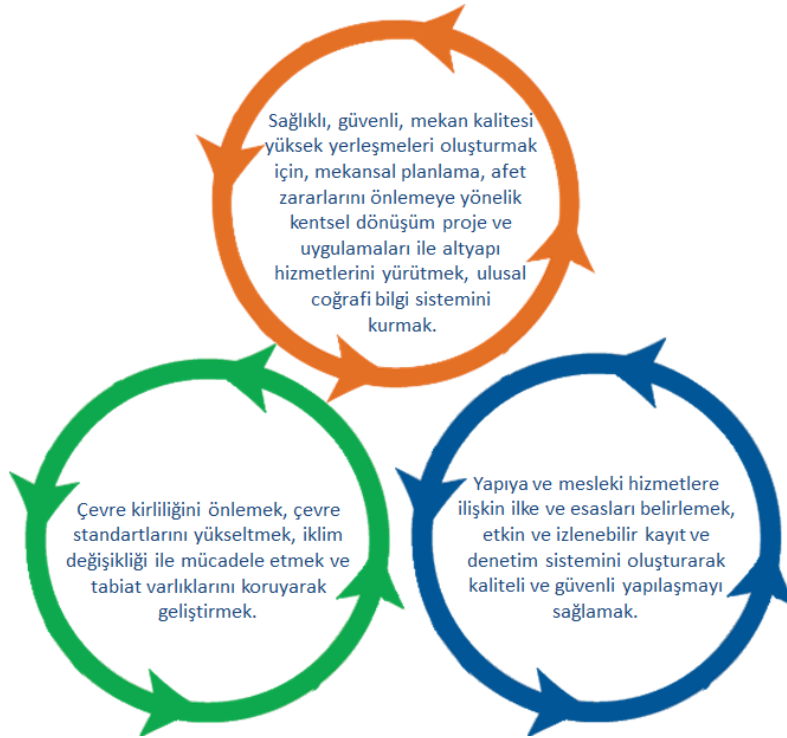 Sağlıklı, güvenli, mekan kalitesi
yüksek yerleşmeleri oluşturmak
için, mekansal planlama, afet
zararlarını önlemeye yönelik
kentsel dönüşüm proje ve
uygulamaları ile altyapı
hizmetlerini yürütmek, ulusal
coğrafi bilgi sistemini
kurmak.
Çevre kirliliğini önlemek, çevre
standartlarını yükseltmek, iklim
değişikliği ile mücadele etmek ve
tabiat varlıklarını koruyarak
geliştirmek.
Yapıya ve mesleki hizmetlere
ilişkin ilke ve esasları belirlemek,
etkin ve izlenebilir kayıt ve
denetim sistemini oluşturarak
kaliteli ve güvenli yapılaşmayı
sağlamak.